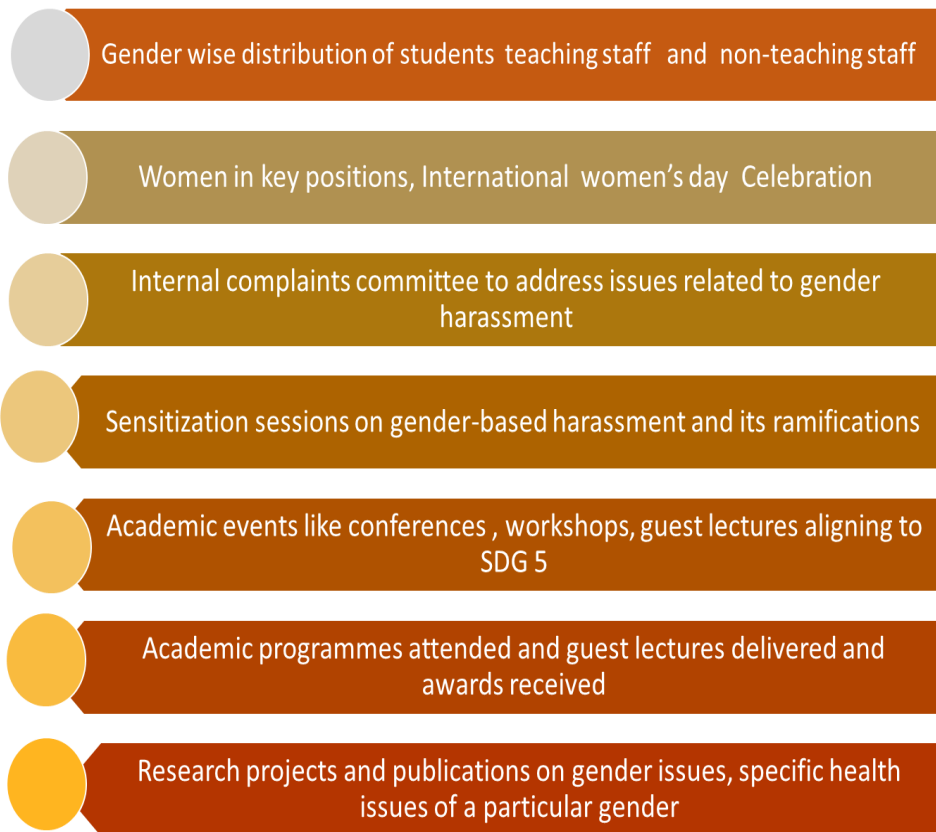 Gender wise distribution of students teaching staff and non-teaching staff
Women in key positions, International women's day Celebration
Internal complaints committee to address issues related to gender
harassment
Sensitization sessions on gender-based harassment and its ramifications
Academic events like conferences , workshops, guest lectures aligning to
SDG 5
Academic programmes attended and guest lectures delivered and
awards received
Research projects and publications on gender issues, specific health
issues of a particular gender